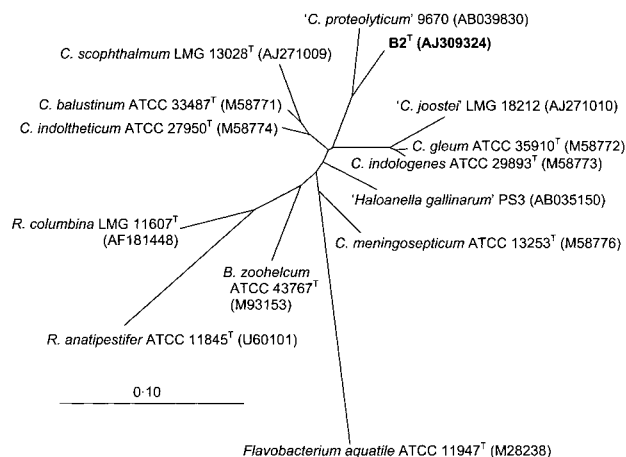 'C. proteolyticum' 9670 (AB039830)
B2ᵀ (AJ309324)
C. scophthalmum LMG 13028ᵀ (AJ271009)
C. balustinum ATCC 33487ᵀ (M58771)
C. indoltheticum ATCC 27950ᵀ (M58774)
'C. joostei' LMG 18212 (AJ271010)
C. gleum ATCC 35910ᵀ (M58772)
C. indologenes ATCC 29893ᵀ (M58773)
'Haloanella gallinarum' PS3 (AB035150)
R. columbina LMG 11607ᵀ
(AF181448)
C. meningosepticum ATCC 13253ᵀ (M58776)
B. zoohelcum
ATCC 43767ᵀ
(M93153)
R. anatipestifer ATCC 11845ᵀ (U60101)
0·10
Flavobacterium aquatile ATCC 11947ᵀ (M28238)